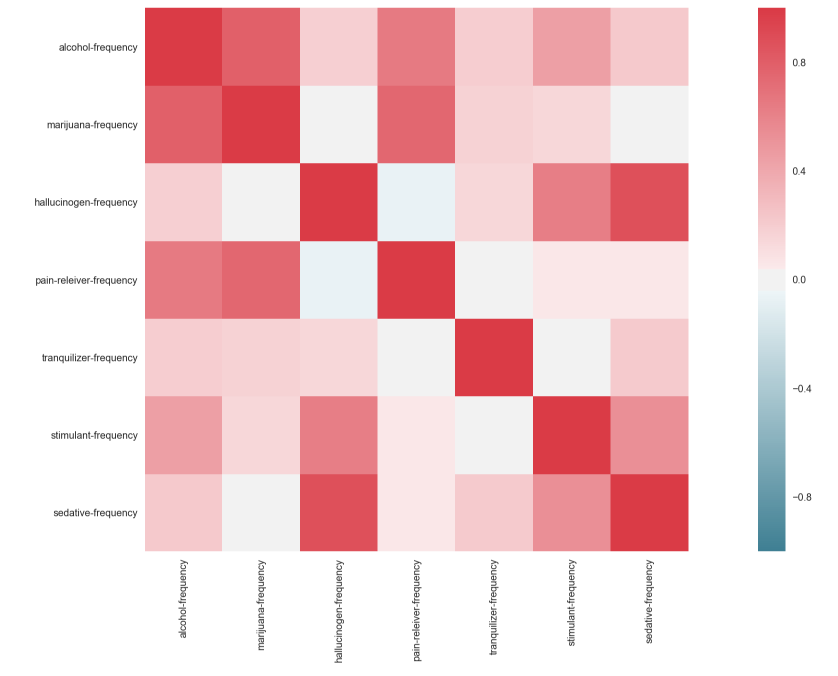 alcohol-frequency
marijuana-frequency
hallucinogen-frequency
pain-releiver-frequency
tranquilizer-frequency
stimulant-frequency
sedative-frequency
alcohol-frequency
marijuana-frequency
hallucinogen-frequency
pain-releiver-frequency
tranquilizer-frequency
stimulant-frequency
sedative-frequency
0.8
0.4
0.0
−0.4
−0.8